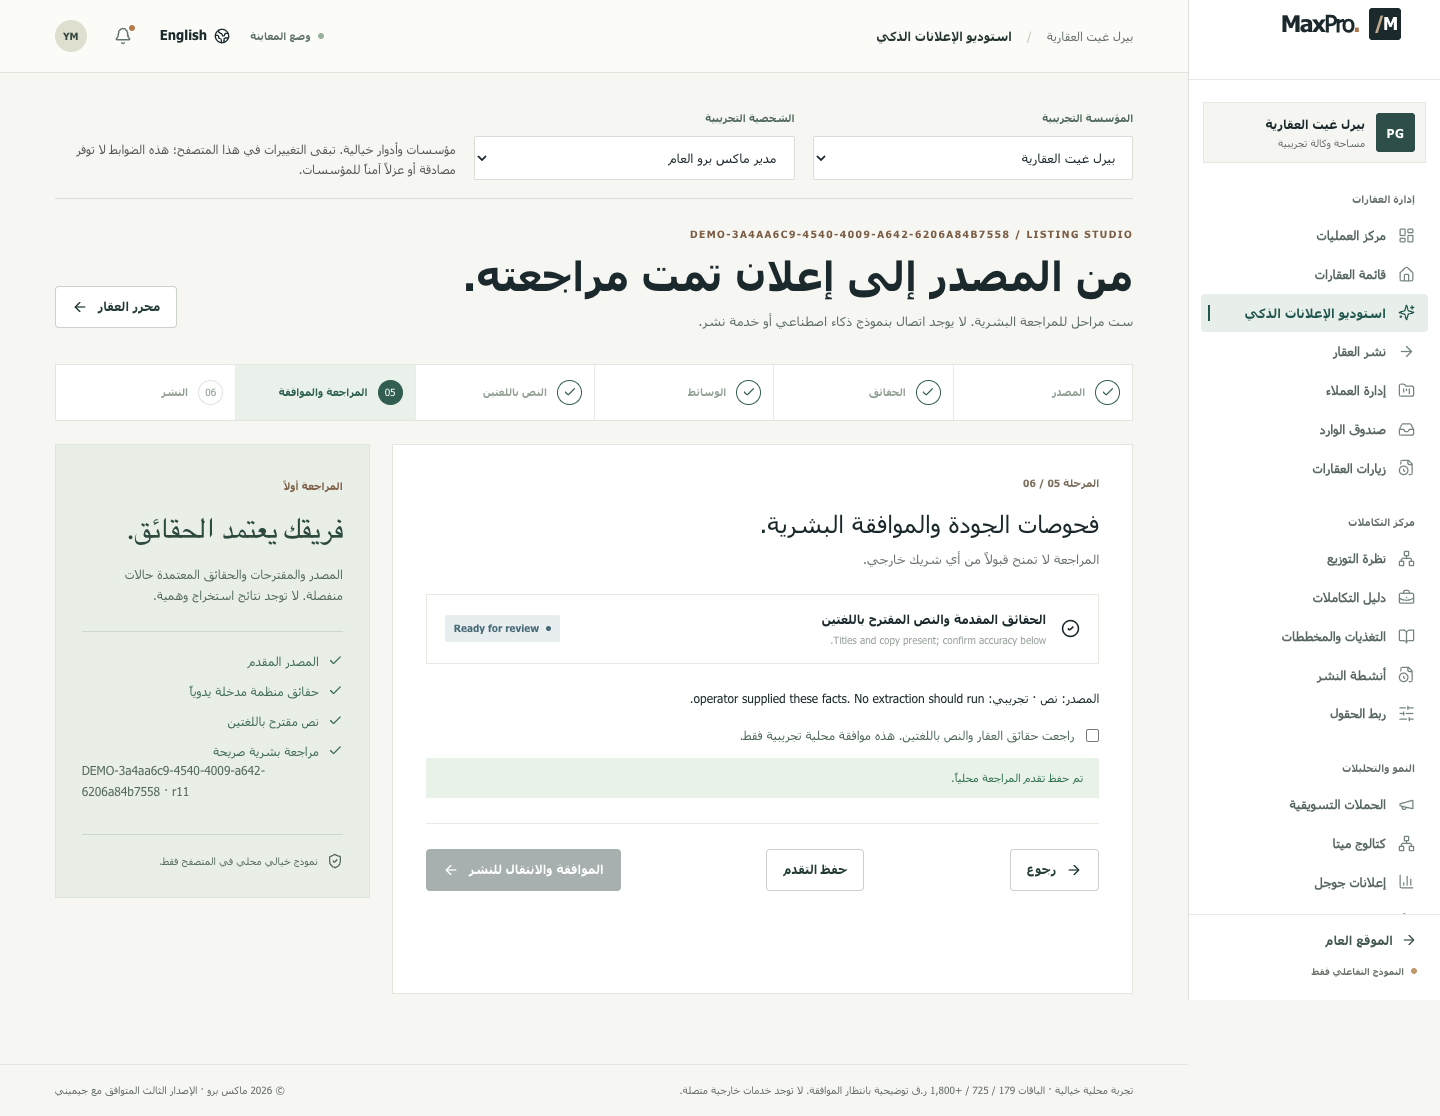 MaxPro.
/M
PG
بيرل غيت العقارية
مساحة وكالة تجريبية
إدارة العقارات
مركز العمليات
قائمة العقارات
استوديو الإعلانات الذكي
نشر العقار
إدارة العملاء
صندوق الوارد
زيارات العقارات
مركز التكاملات
نظرة التوزيع
دليل التكاملات
التغذيات والمخططات
أنشطة النشر
ربط الحقول
النمو والتحليلات
الحملات التسويقية
كتالوج ميتا
إعلانات جوجل
الموقع العام
النموذج التفاعلي فقط
بيرل غيت العقارية / استوديو الإعلانات الذكي
وضع المعاينة
English
YM
المؤسسة التجريبية
بيرل غيت العقارية
الشخصية التجريبية
مدير ماكس برو العام
مؤسسات وأدوار خيالية. تبقى التغييرات في هذا المتصفح؛ هذه الضوابط لا توفر
مصادقة أو عزلاً آمناً للمؤسسات.
DEMO-3A4AA6C9-4540-4009-A642-6206A84B7558 / LISTING STUDIO
من المصدر إلى إعلان تمت مراجعته.
ست مراحل للمراجعة البشرية. لا يوجد اتصال بنموذج ذكاء اصطناعي أو خدمة نشر.
محرر العقار
المصدر
الحقائق
الوسائط
النص باللغتين
05 المراجعة والموافقة
06 النشر
المرحلة 05 / 06
فحوصات الجودة والموافقة البشرية.
المراجعة لا تمنح قبولاً من أي شريك خارجي.
الحقائق المقدمة والنص المقترح باللغتين
Titles and copy present; confirm accuracy below.
Ready for review
المصدر: نص · تجريبي: operator supplied these facts. No extraction should run.
راجعت حقائق العقار والنص باللغتين. هذه موافقة محلية تجريبية فقط.
تم حفظ تقدم المراجعة محلياً.
رجوع
حفظ التقدم
الموافقة والانتقال للنشر
المراجعة أولاً
فريقك يعتمد الحقائق.
المصدر والمقترحات والحقائق المعتمدة حالات
منفصلة. لا توجد نتائج استخراج وهمية.
المصدر المقدم
حقائق منظمة مدخلة يدوياً
نص مقترح باللغتين
مراجعة بشرية صريحة
DEMO-3a4aa6c9-4540-4009-a642-
6206a84b7558 · r11
نموذج خيالي محلي في المتصفح فقط.
تجربة محلية خيالية · الباقات 179 / 725 / 1,800+ ر.ق توضيحية بانتظار الموافقة. لا توجد خدمات خارجية متصلة.
© 2026 ماكس برو · الإصدار الثالث المتوافق مع جيميني